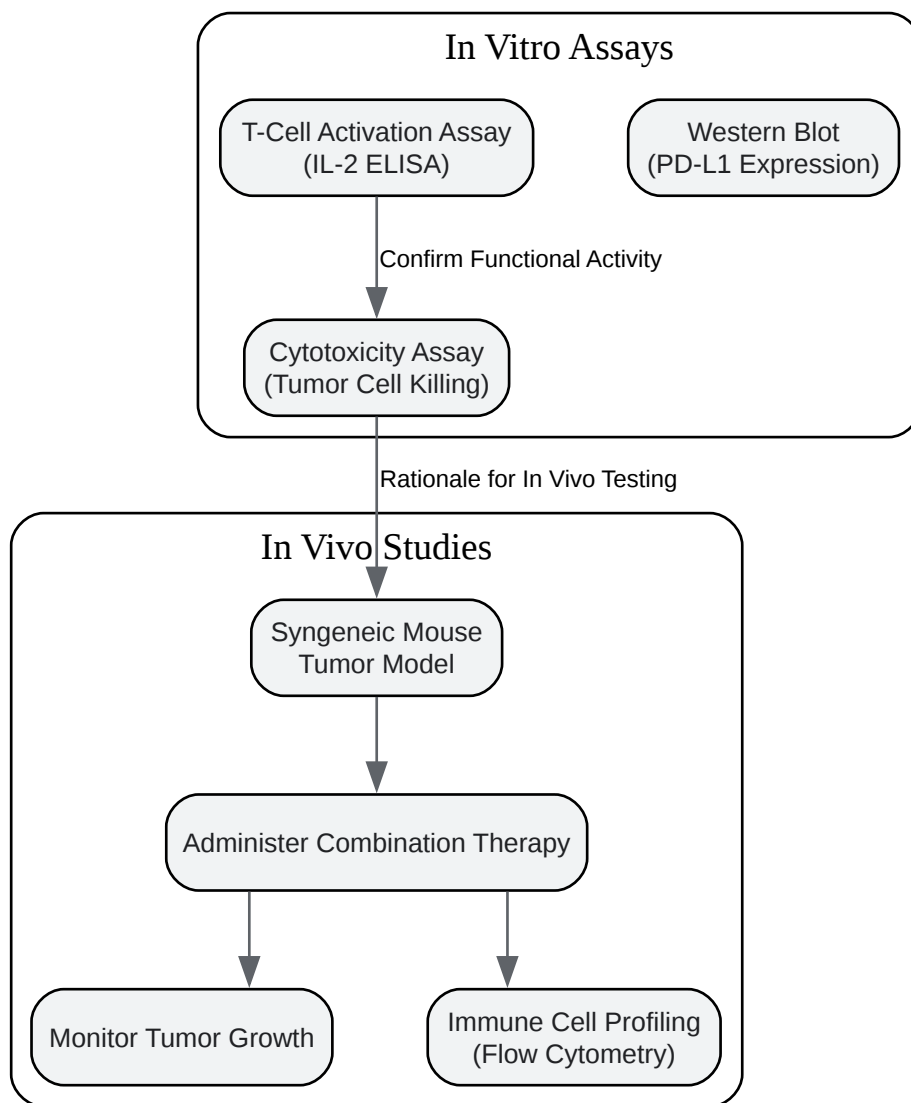 In Vitro Assays
T-Cell Activation Assay
(IL-2 ELISA)
Western Blot
(PD-L1 Expression)
Confirm Functional Activity
Cytotoxicity Assay
(Tumor Cell Killing)
Rationale for In Vivo Testing
In Vivo Studies
Syngeneic Mouse
Tumor Model
Administer Combination Therapy
Monitor Tumor Growth
Immune Cell Profiling
(Flow Cytometry)